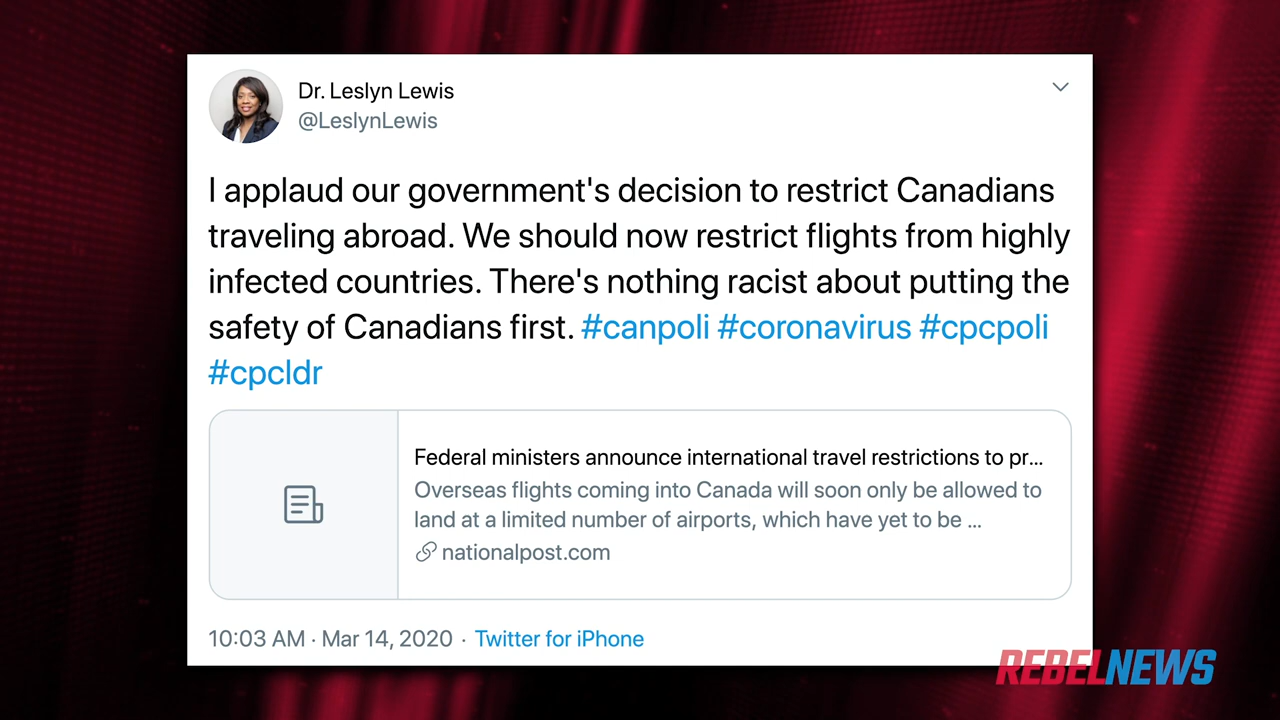 Dr. Leslyn Lewis
@LeslynLewis
I applaud our government's decision to restrict Canadians
traveling abroad. We should now restrict flights from highly
infected countries. There's nothing racist about putting the
safety of Canadians first. #canpoli #coronavirus #cpcpoli
#cpcldr
Federal ministers announce international travel restrictions to pr...
Overseas flights coming into Canada will soon only be allowed to
land at a limited number of airports, which have yet to be ...
nationalpost.com
10:03 AM · Mar 14, 2020 · Twitter for iPhone
REBELNEWS